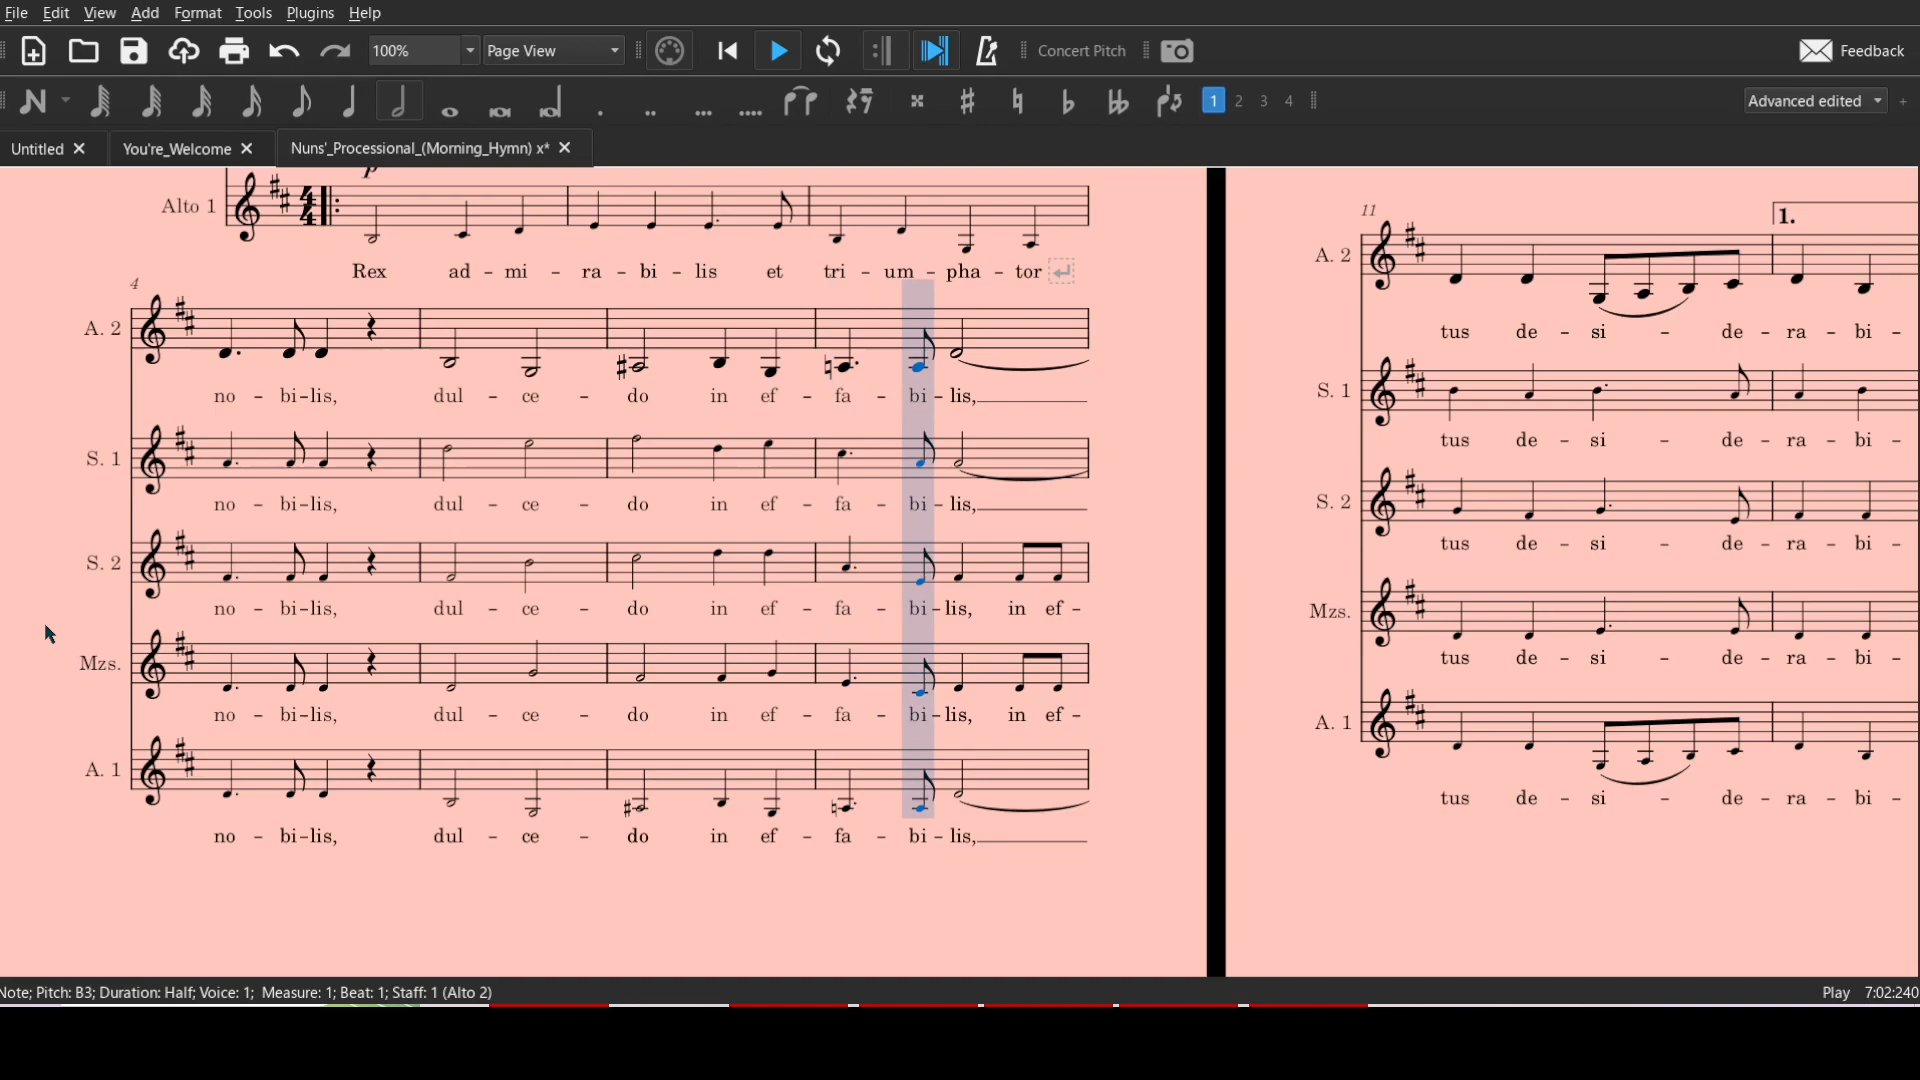 File Edit View Add Format Tools Plugins Help
100% Page View Concert Pitch Feedback
1 2 3 4 Advanced edited
Untitled You're_Welcome Nuns'_Processional_(Morning_Hymn) x*
p
Alto 1
4
4
Rex ad - mi - ra - bi - lis et tri - um - pha - tor
4
A. 2
no - bi-lis, dul - ce - do in ef - fa - bi - lis,
S. 1
no - bi-lis, dul - ce - do in ef - fa - bi - lis,
S. 2
no - bi-lis, dul - ce - do in ef - fa - bi - lis, in ef -
Mzs.
no - bi-lis, dul - ce - do in ef - fa - bi - lis, in ef -
A. 1
no - bi-lis, dul - ce - do in ef - fa - bi - lis,
11
1.
A. 2
tus de - si - de - ra - bi -
S. 1
tus de - si - de - ra - bi -
S. 2
tus de - si - de - ra - bi -
Mzs.
tus de - si - de - ra - bi -
A. 1
tus de - si - de - ra - bi -
Note; Pitch: B3; Duration: Half; Voice: 1; Measure: 1; Beat: 1; Staff: 1 (Alto 2) Play 7:02:240